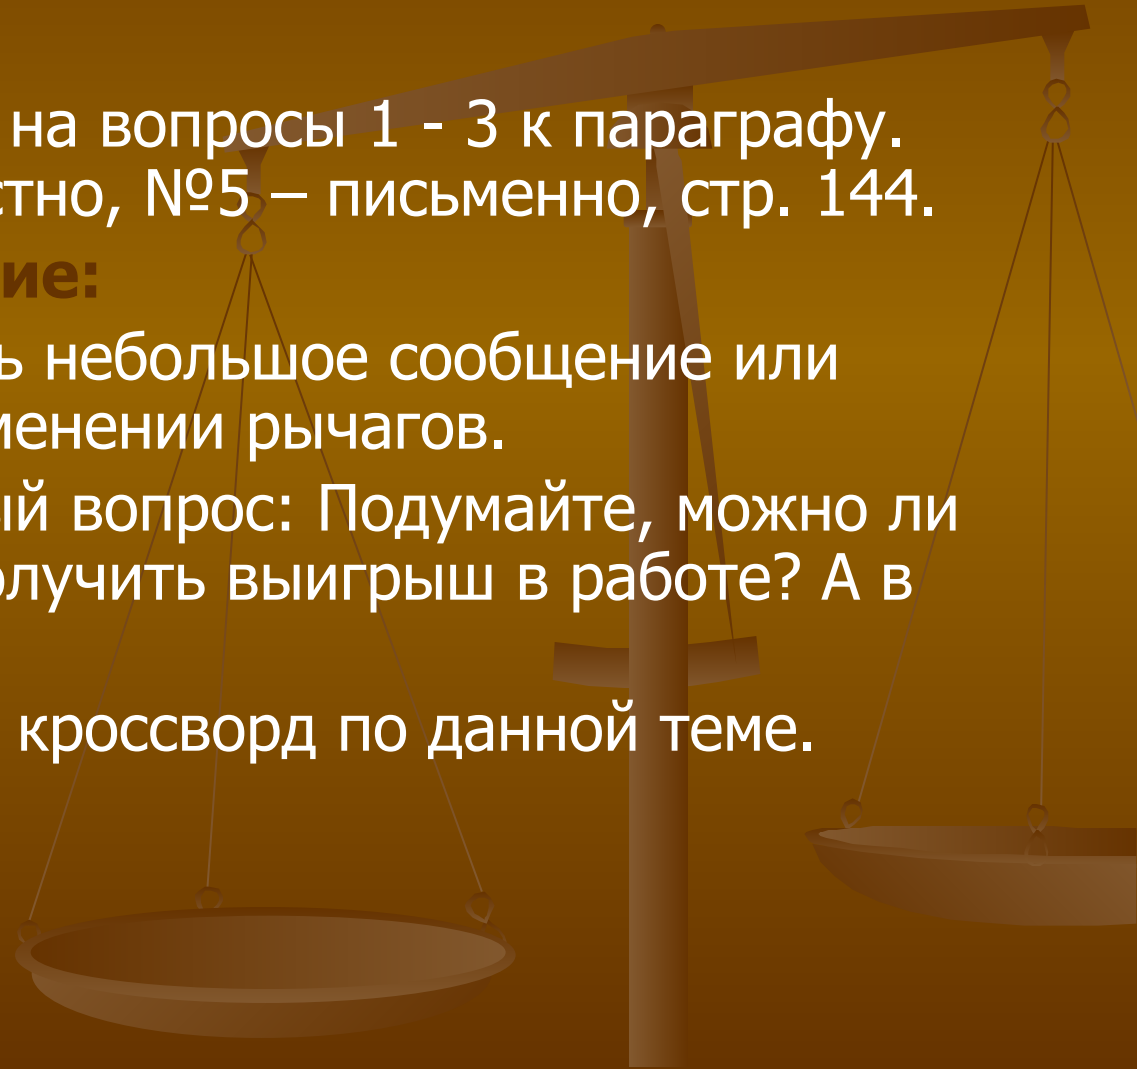 на вопросы 1 - 3 к параграфу.
стно, №5 – письменно, стр. 144.
ие:
ь небольшое сообщение или
менении рычагов.
ый вопрос: Подумайте, можно ли
олучить выигрыш в работе? А в
кроссворд по данной теме.